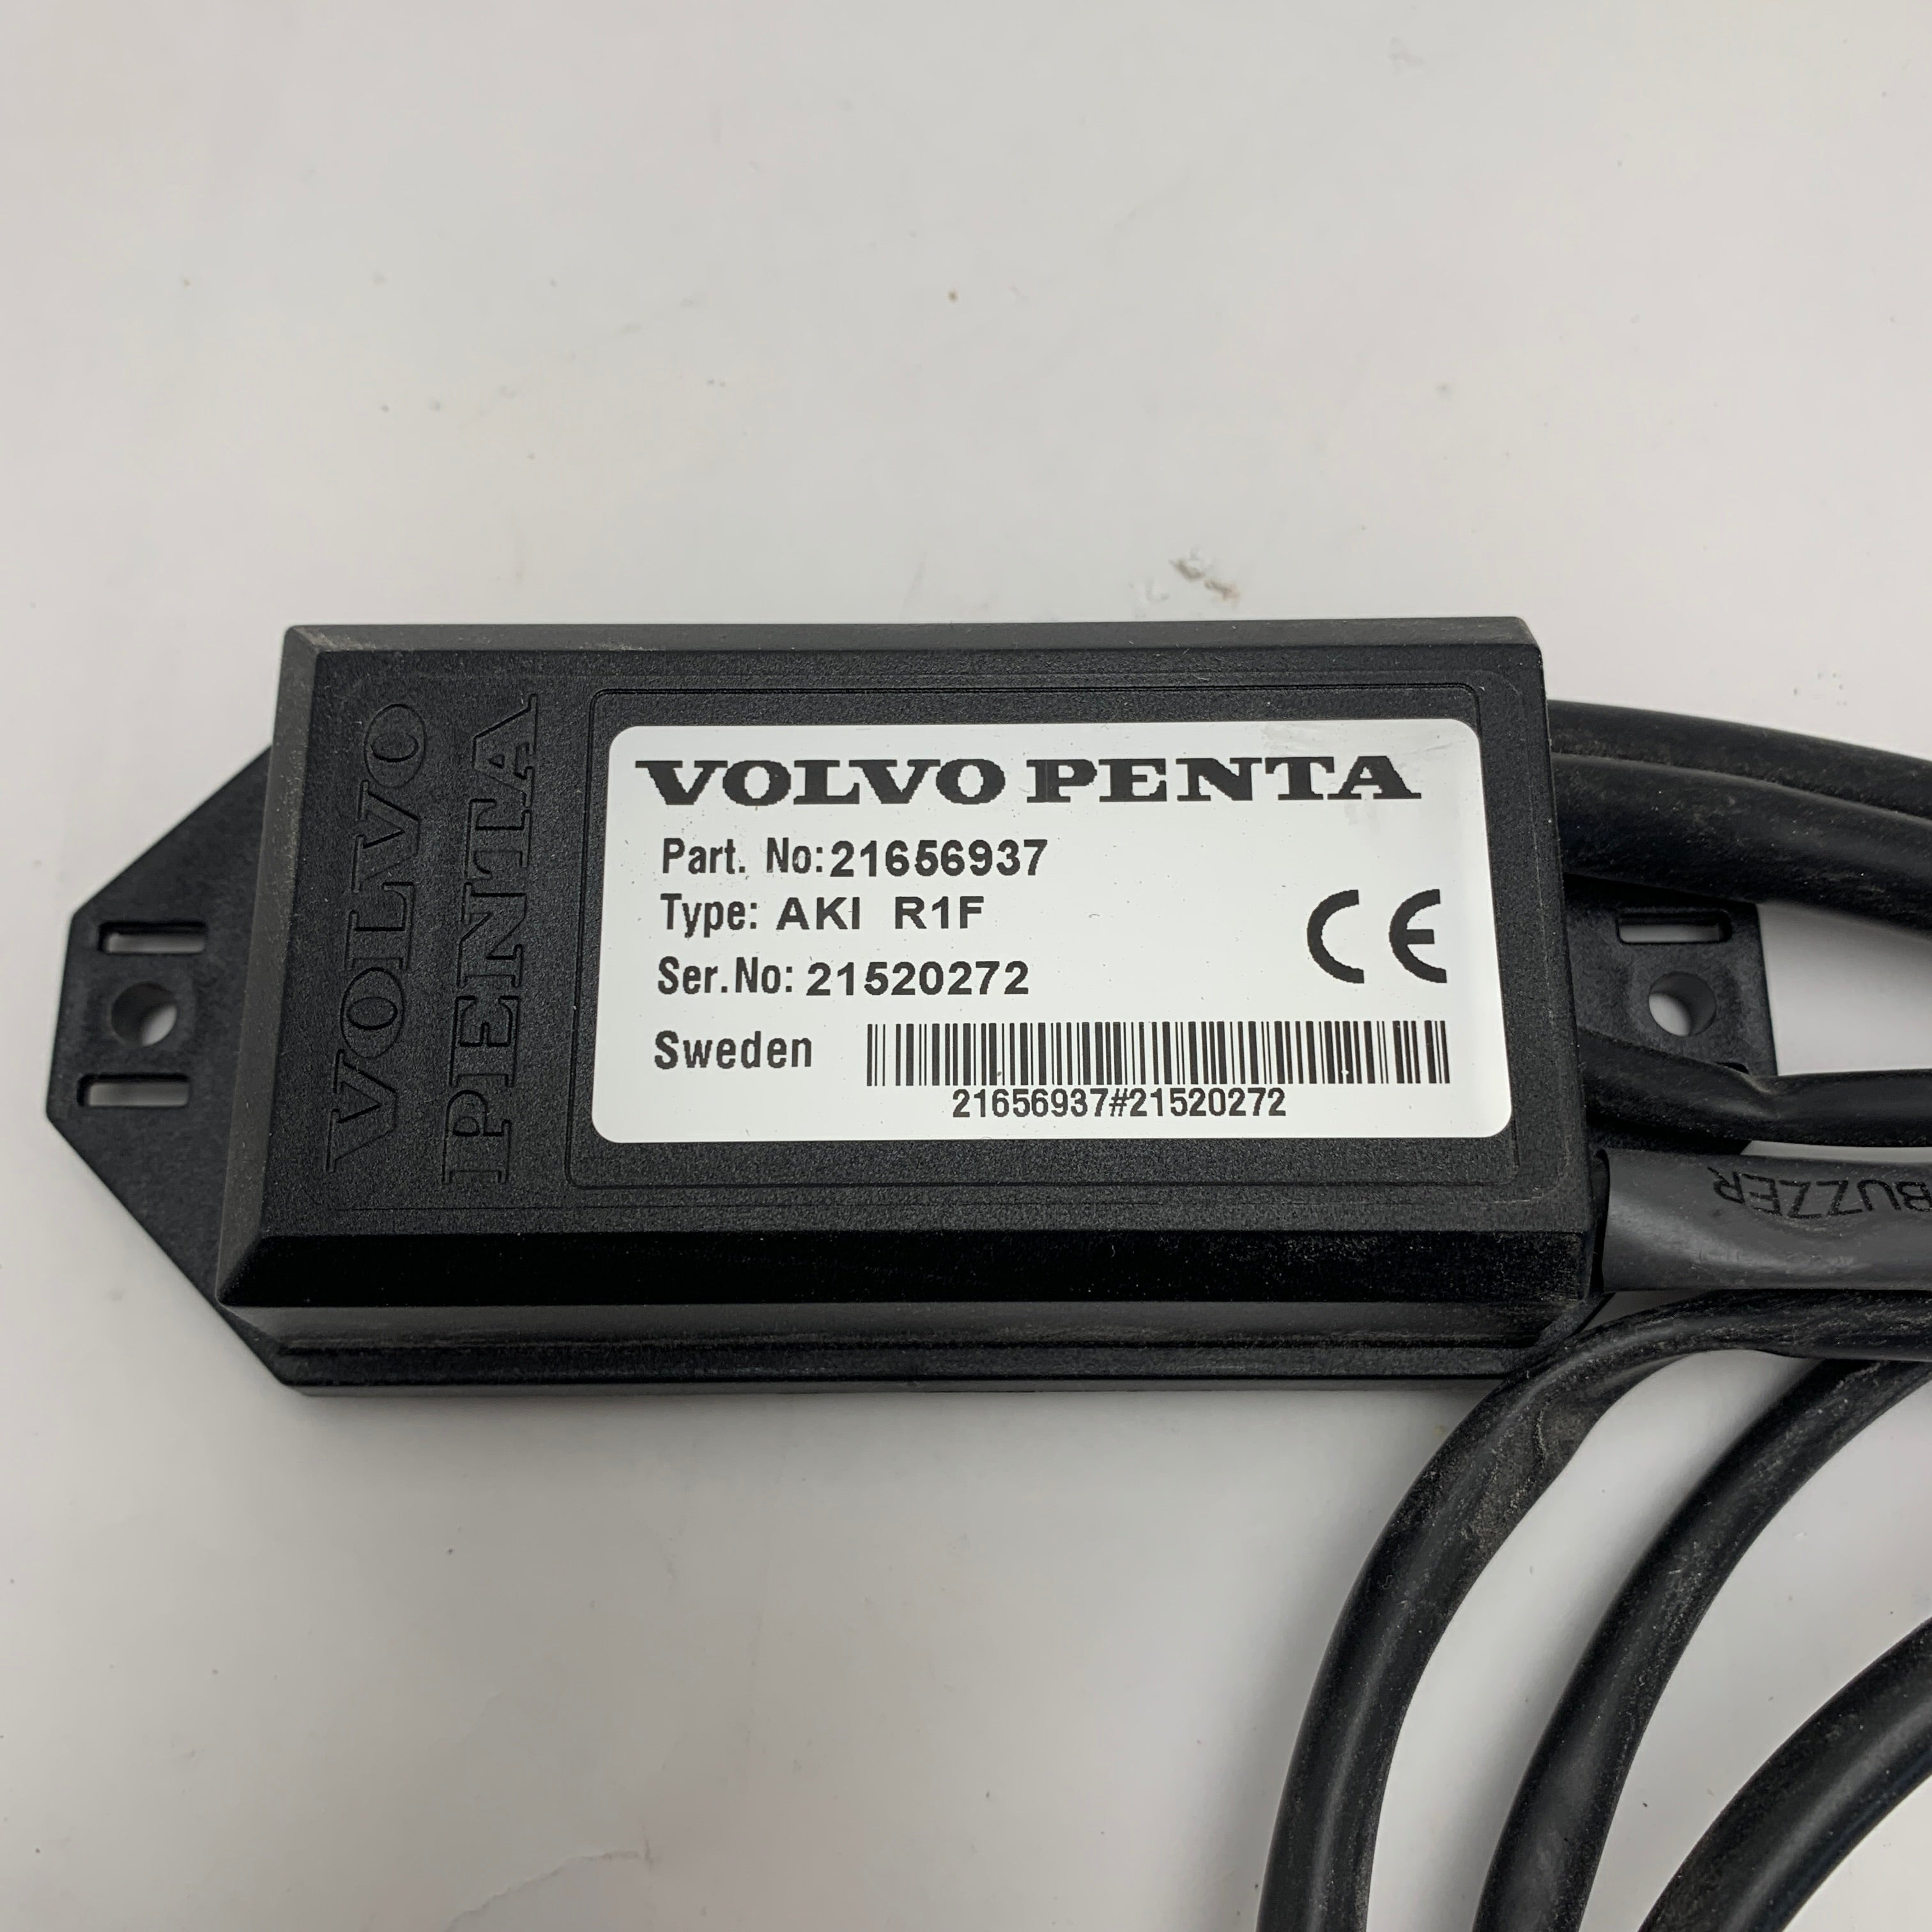 VOLVO
PENTA
VOLVO PENTA
Part. No:21656937
Type: AKI R1F
Ser.No: 21520272
CE
Sweden
21656937#21520272
BUZZER